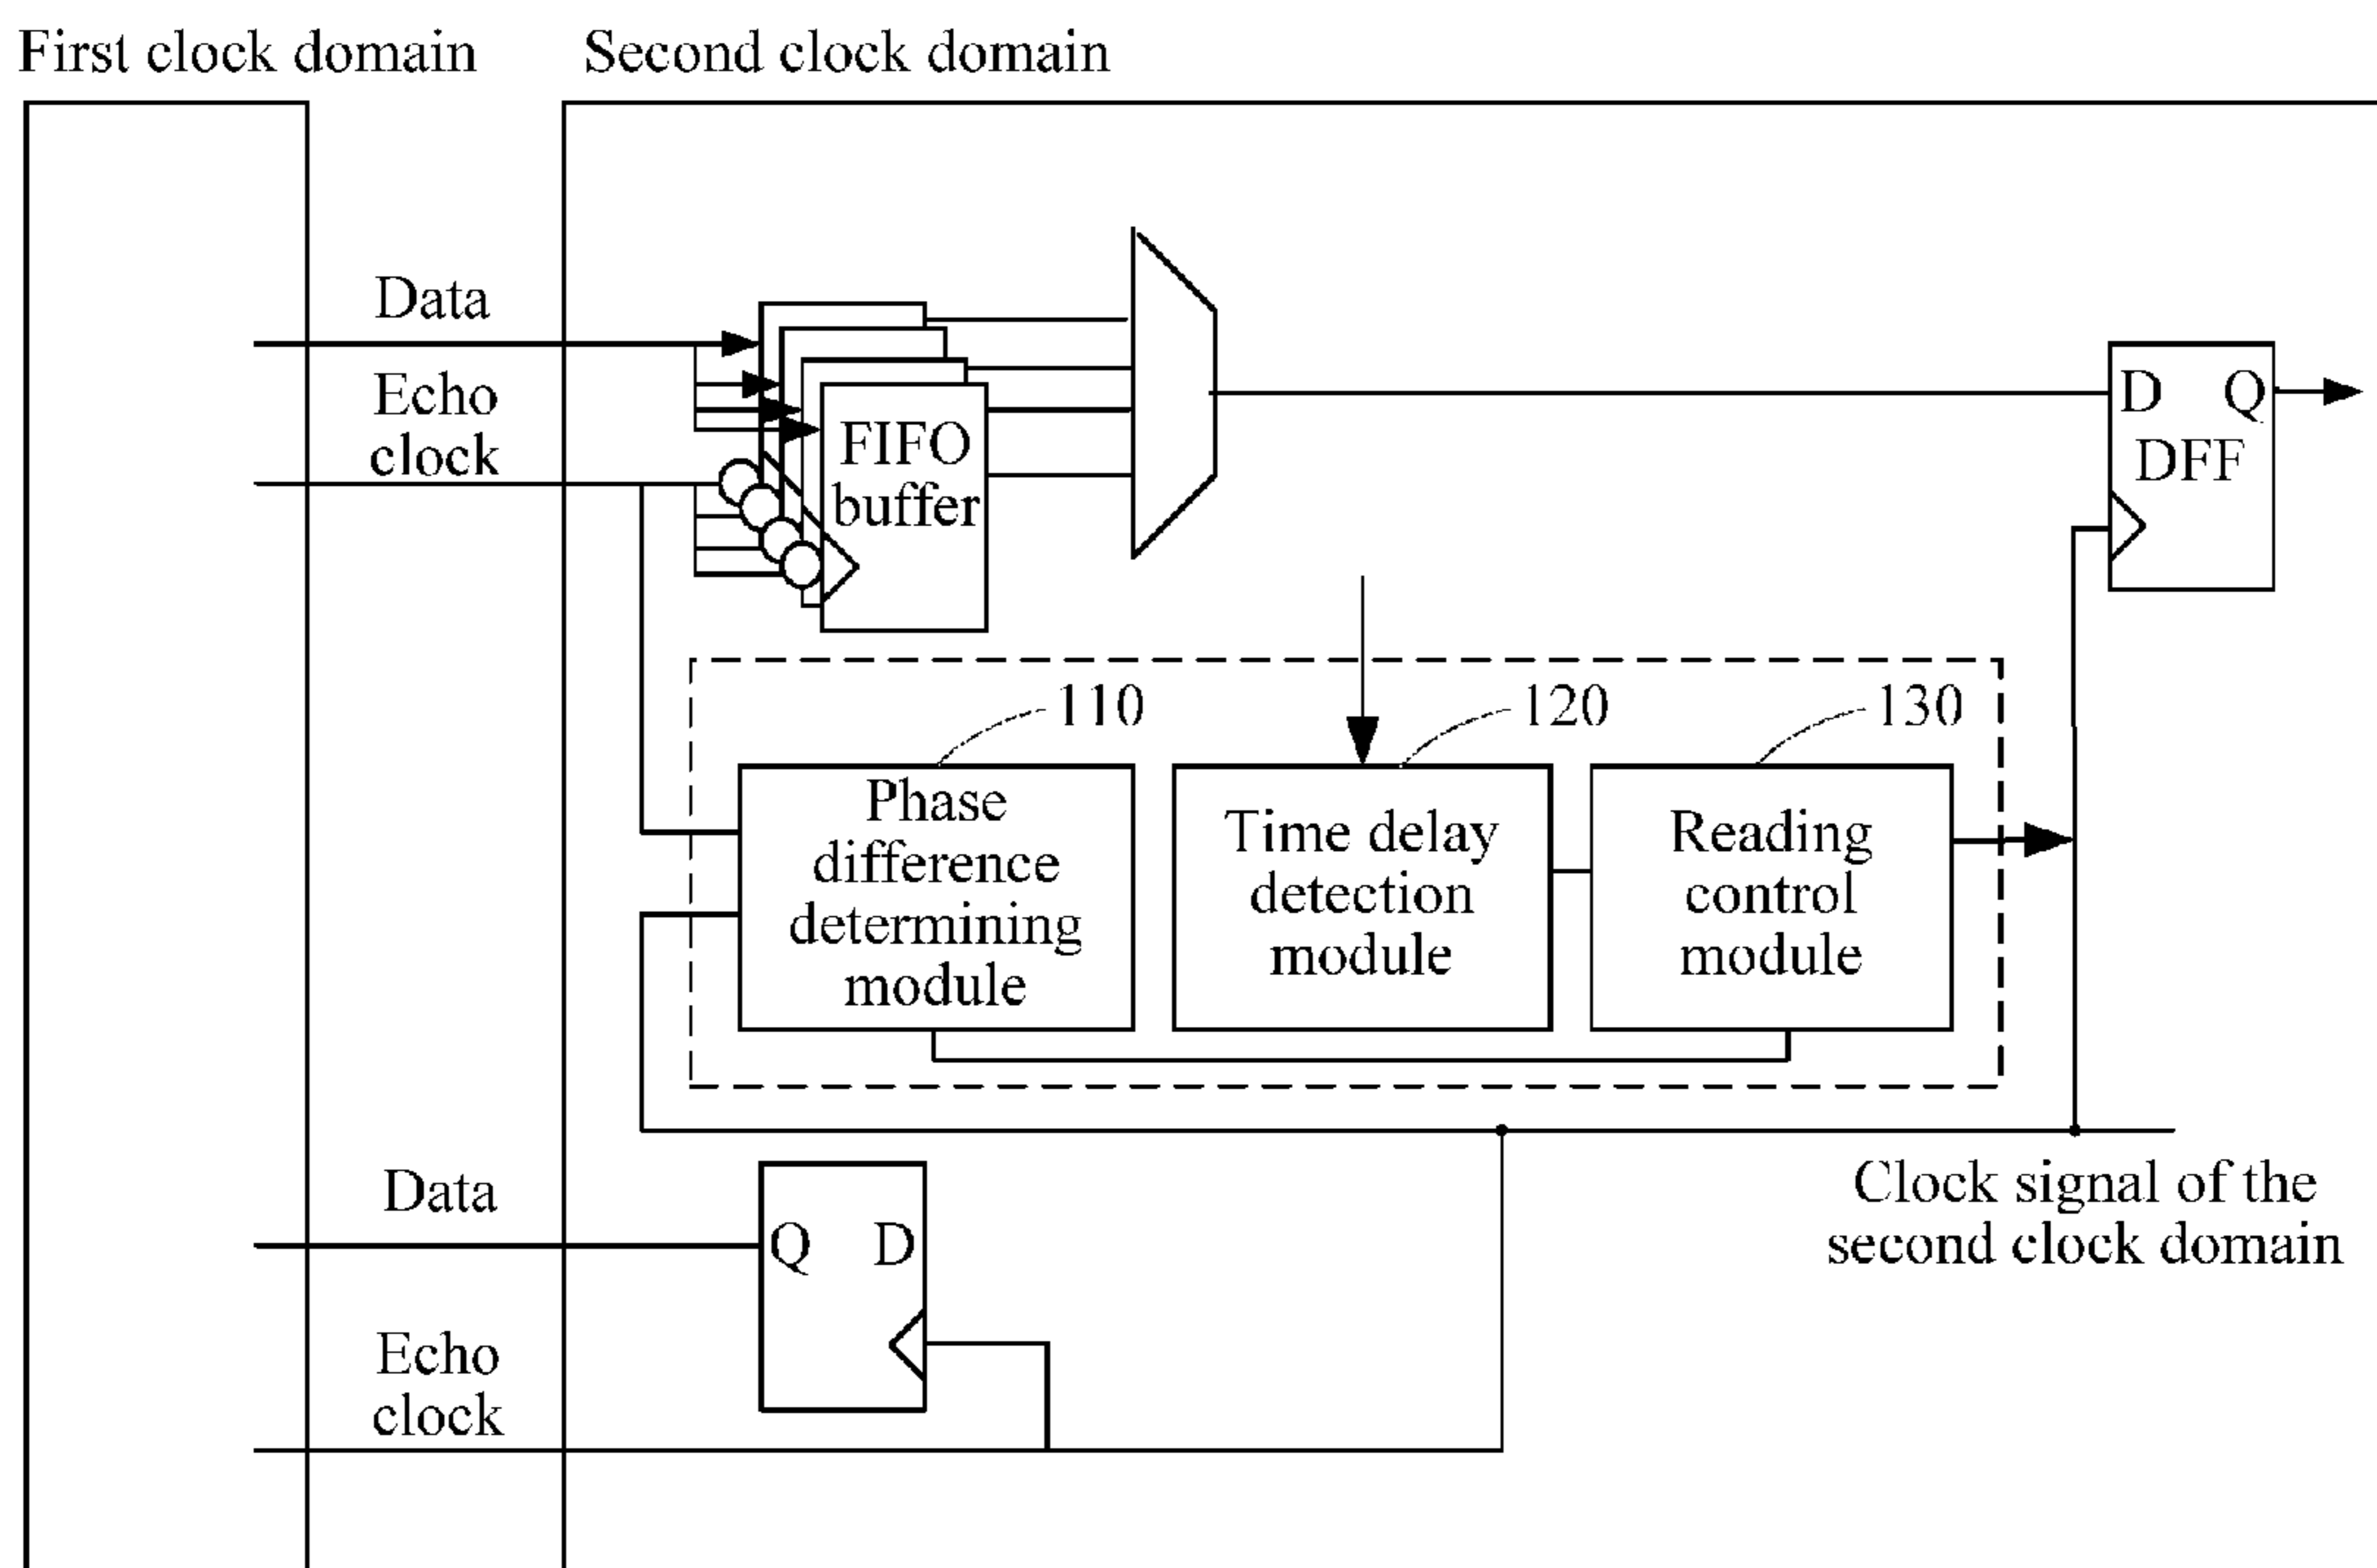 First clock domain
Second clock domain
Data
Echo
clock
FIFO
buffer
D Q
DFF
110
120
130
Phase
difference
determining
module
Time delay
detection
module
Reading
control
module
Data
Q D
Clock signal of the
second clock domain
Echo
clock